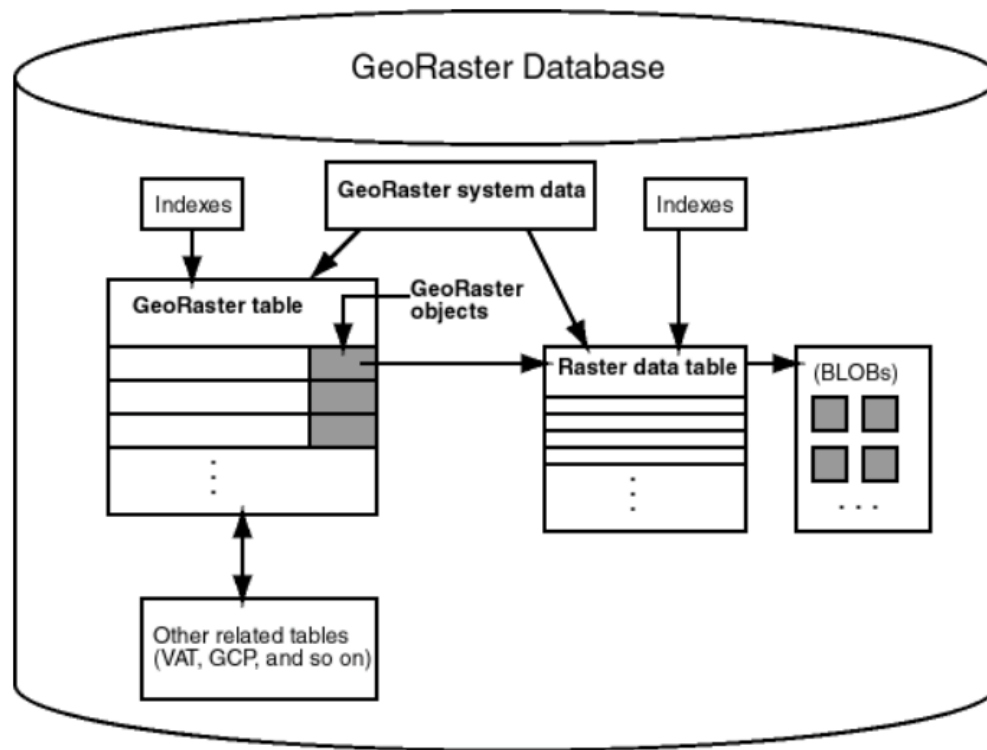 GeoRaster Database
Indexes
GeoRaster system data
Indexes
GeoRaster table
GeoRaster
objects
Raster data table
(BLOBs)
.
.
.
.
.
.
. . .
Other related tables
(VAT, GCP, and so on)